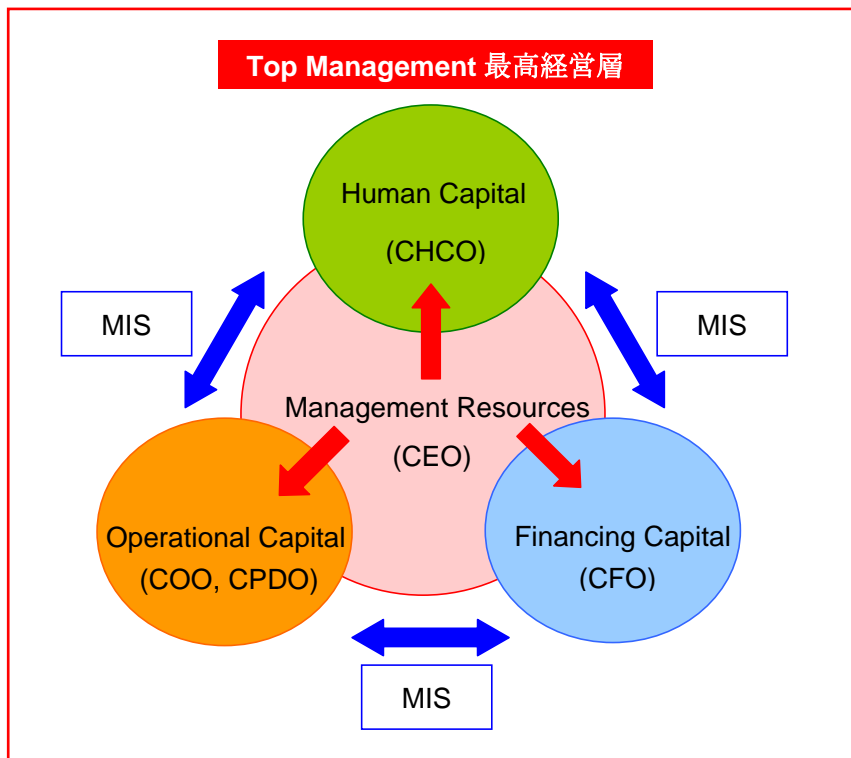 Top Management 最高経営層
Human Capital
(CHCO)
MIS
MIS
Management Resources
(CEO)
Operational Capital
(COO, CPDO)
Financing Capital
(CFO)
MIS